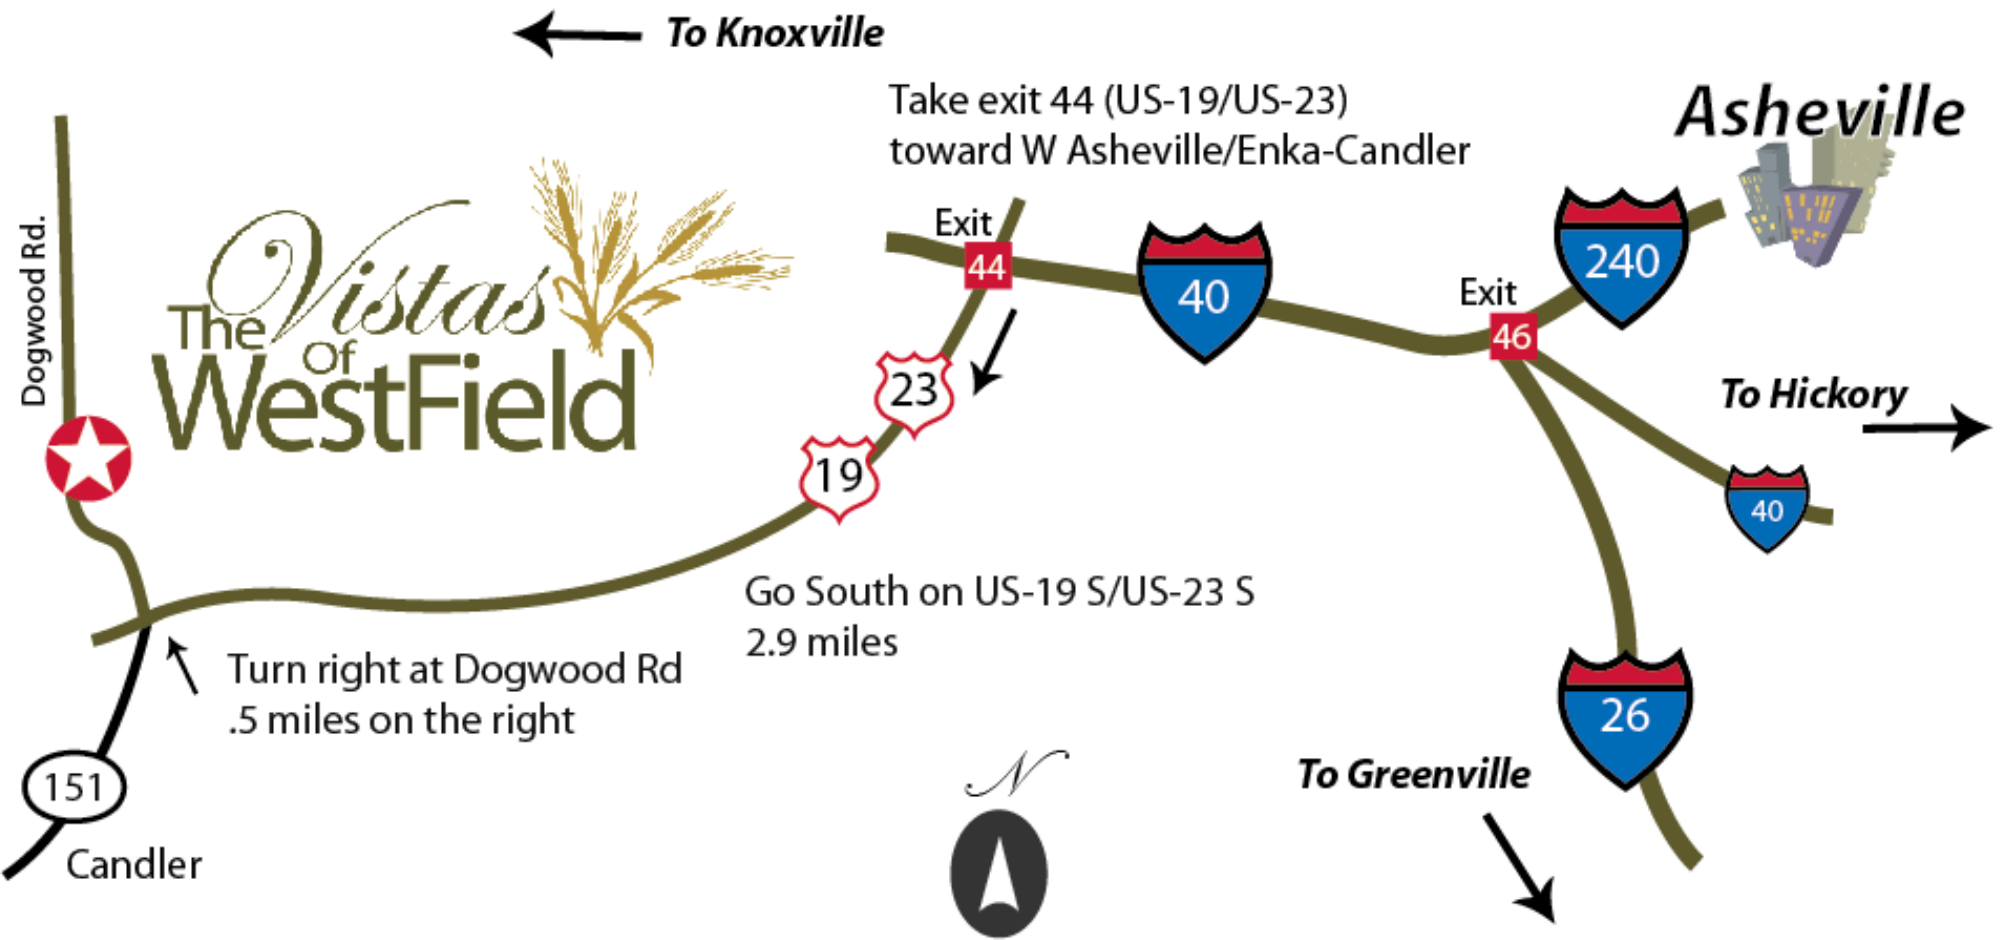 To Knoxville
Take exit 44 (US-19/US-23)
toward W Asheville/Enka-Candler
Asheville
Exit
44
40
Exit
46
240
To Hickory
40
Dogwood Rd.
The Vistas
Of
WestField
23
19
Go South on US-19 S/US-23 S
2.9 miles
Turn right at Dogwood Rd
.5 miles on the right
26
To Greenville
151
Candler
N